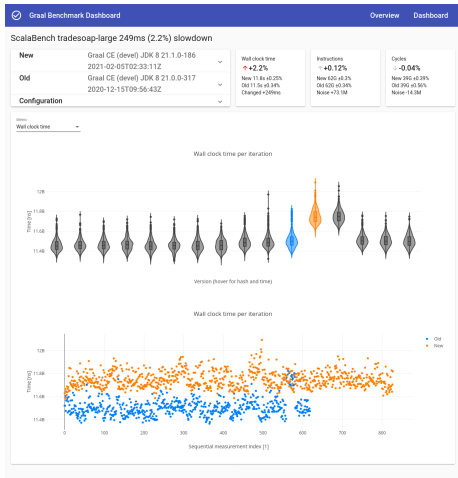 Graal Benchmark Dashboard
Overview
Dashboard
ScalaBench tradesoap-large 249ms (2.2%) slowdown
New
Graal CE (devel) JDK 8 21.1.0-186
2021-02-05T02:33:11Z
Old
Graal CE (devel) JDK 8 21.0.0-317
2020-12-15T09:56:43Z
Configuration
Wall clock time
↑+2.2%
New 11.8s ±0.25%
Old 11.5s ±0.34%
Changed +249ms
Instructions
↑+0.12%
New 62G ±0.3%
Old 62G ±0.34%
Noise +73.1M
Cycles
↓-0.04%
New 39G ±0.39%
Old 39G ±0.56%
Noise -14.3M
Metric
Wall clock time
Wall clock time per iteration
12B
11.8B
11.6B
11.4B
Time [ns]
Version (hover for hash and time)
Wall clock time per iteration
Old
New
12B
11.8B
11.6B
11.4B
Time [ns]
0
100
200
300
400
500
600
700
800
Sequential measurement index [1]